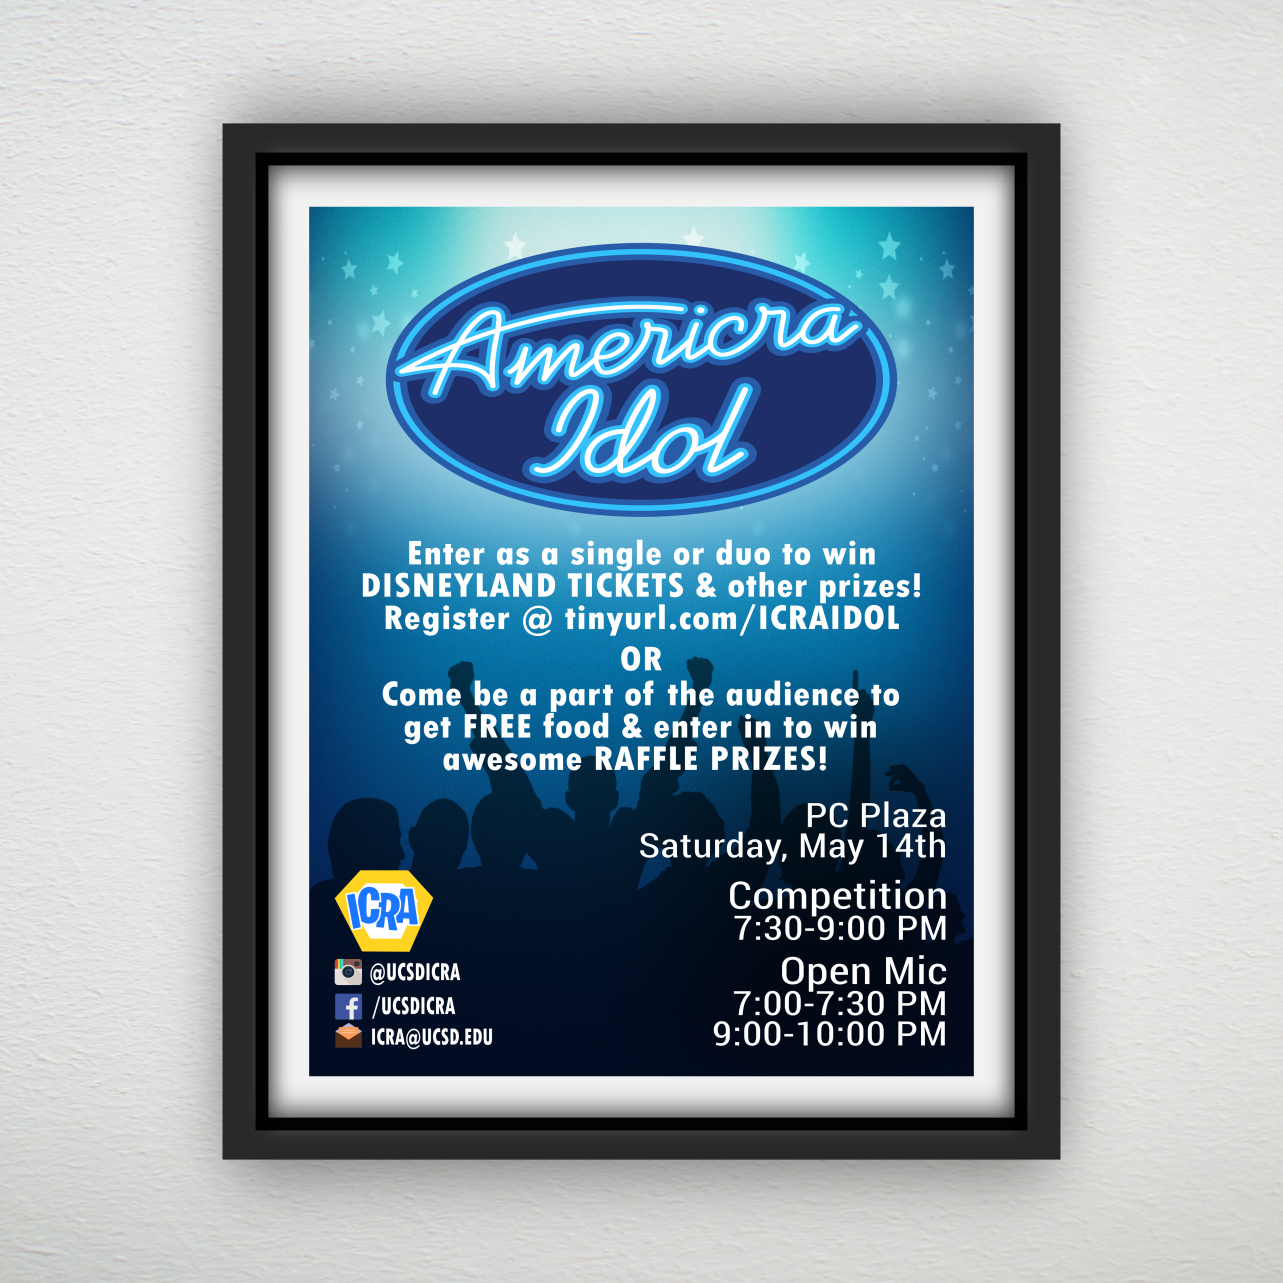 Americra
Idol
Enter as a single or duo to win
DISNEYLAND TICKETS & other prizes!
Register @ tinyurl.com/ICRAIDOL
OR
Come be a part of the audience to
get FREE food & enter in to win
awesome RAFFLE PRIZES!
PC Plaza
Saturday, May 14th
Competition
7:30-9:00 PM
Open Mic
7:00-7:30 PM
9:00-10:00 PM
ICRA
@UCSDICRA
/UCSDICRA
ICRA@UCSD.EDU